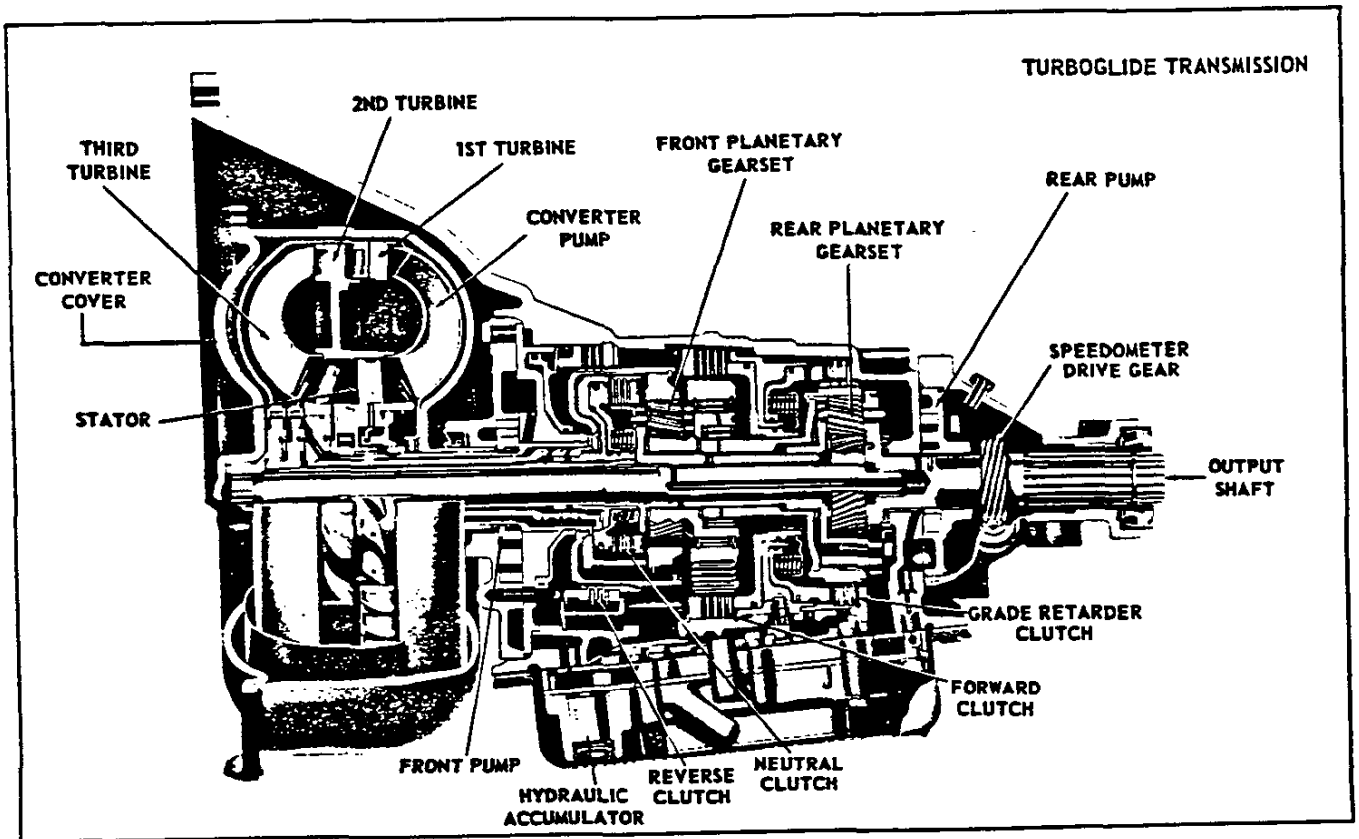 TURBOGLIDE TRANSMISSION
2ND TURBINE
THIRD
TURBINE
1ST TURBINE
FRONT PLANETARY
GEARSET
REAR PUMP
CONVERTER
PUMP
REAR PLANETARY
GEARSET
CONVERTER
COVER
SPEEDOMETER
DRIVE GEAR
STATOR
OUTPUT
SHAFT
GRADE RETARDER
CLUTCH
FORWARD
CLUTCH
FRONT PUMP
HYDRAULIC
ACCUMULATOR
REVERSE
CLUTCH
NEUTRAL
CLUTCH